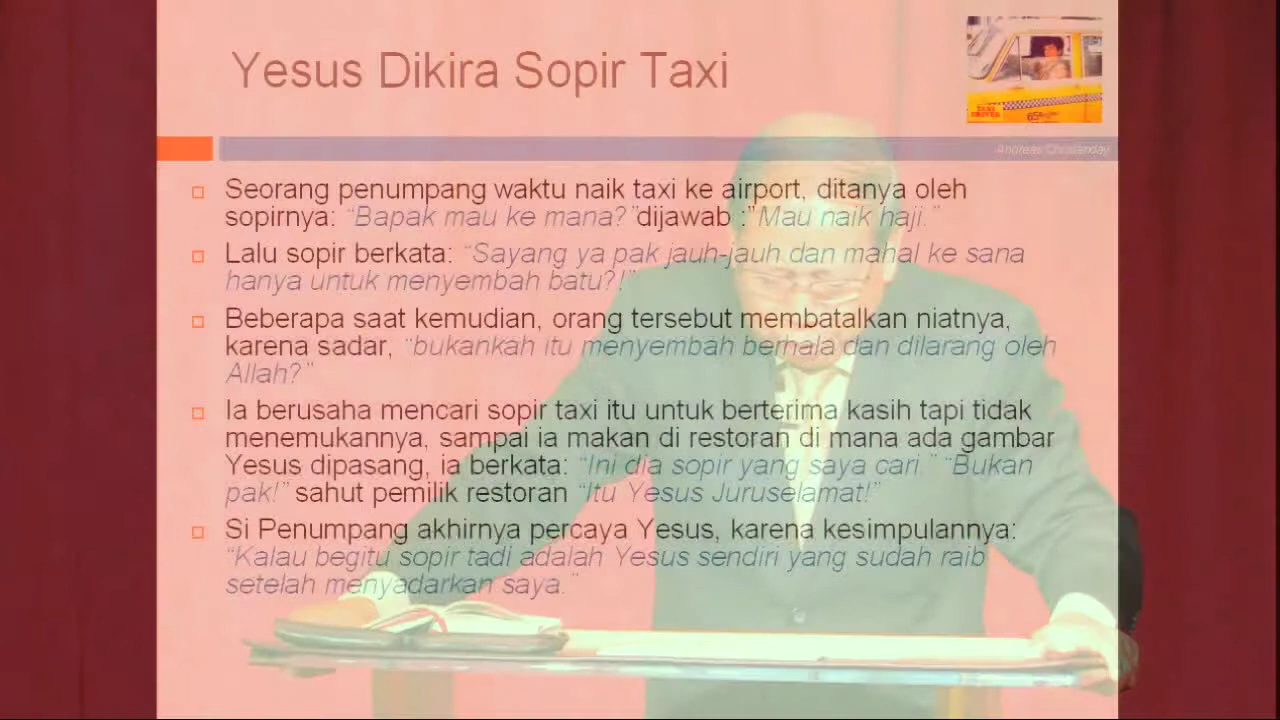 Yesus Dikira Sopir Taxi
TAXI
DRIVER
65¢
Andreas Christanday
Seorang penumpang waktu naik taxi ke airport, ditanya oleh
sopirnya: “Bapak mau ke mana?”dijawab :”Mau naik haji.”
Lalu sopir berkata: “Sayang ya pak jauh-jauh dan mahal ke sana
hanya untuk menyembah batu?!”
Beberapa saat kemudian, orang tersebut membatalkan niatnya,
karena sadar, “bukankah itu menyembah berhala dan dilarang oleh
Allah?”
Ia berusaha mencari sopir taxi itu untuk berterima kasih tapi tidak
menemukannya, sampai ia makan di restoran di mana ada gambar
Yesus dipasang, ia berkata: “Ini dia sopir yang saya cari.” “Bukan
pak!” sahut pemilik restoran “Itu Yesus Juruselamat!”
Si Penumpang akhirnya percaya Yesus, karena kesimpulannya:
“Kalau begitu sopir tadi adalah Yesus sendiri yang sudah raib
setelah menyadarkan saya.”